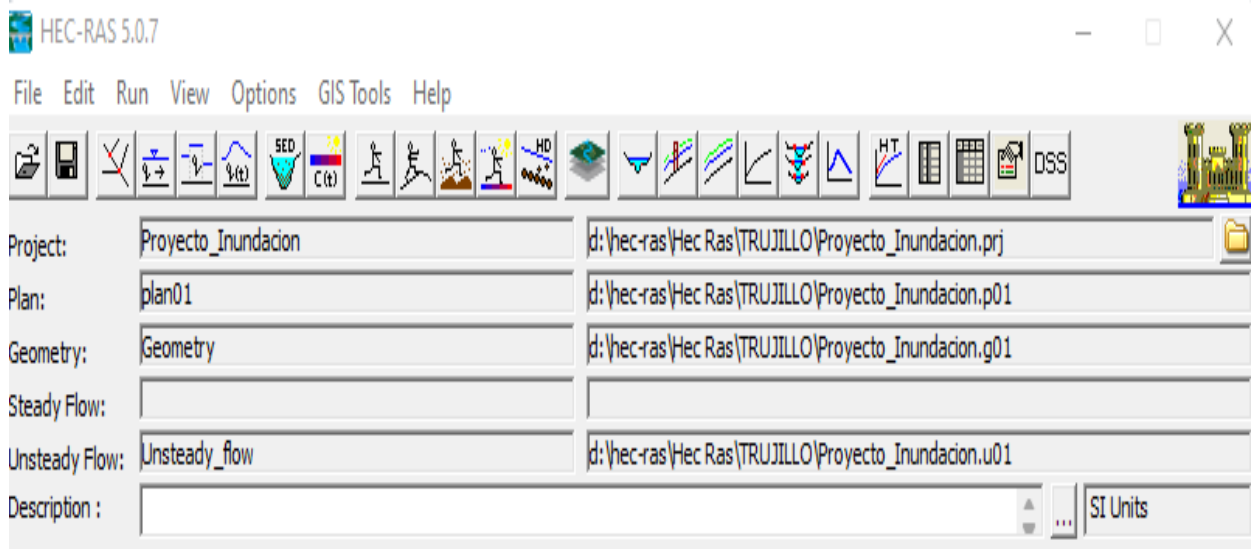 HEC-RAS 5.0.7
File Edit Run View Options GIS Tools Help
SED C(t) HD HT DSS
Project: Proyecto_Inundacion d:\hec-ras\Hec Ras\TRUJILLO\Proyecto_Inundacion.prj
Plan: plan01 d:\hec-ras\Hec Ras\TRUJILLO\Proyecto_Inundacion.p01
Geometry: Geometry d:\hec-ras\Hec Ras\TRUJILLO\Proyecto_Inundacion.g01
Steady Flow:
Unsteady Flow: Unsteady_flow d:\hec-ras\Hec Ras\TRUJILLO\Proyecto_Inundacion.u01
Description : ... SI Units